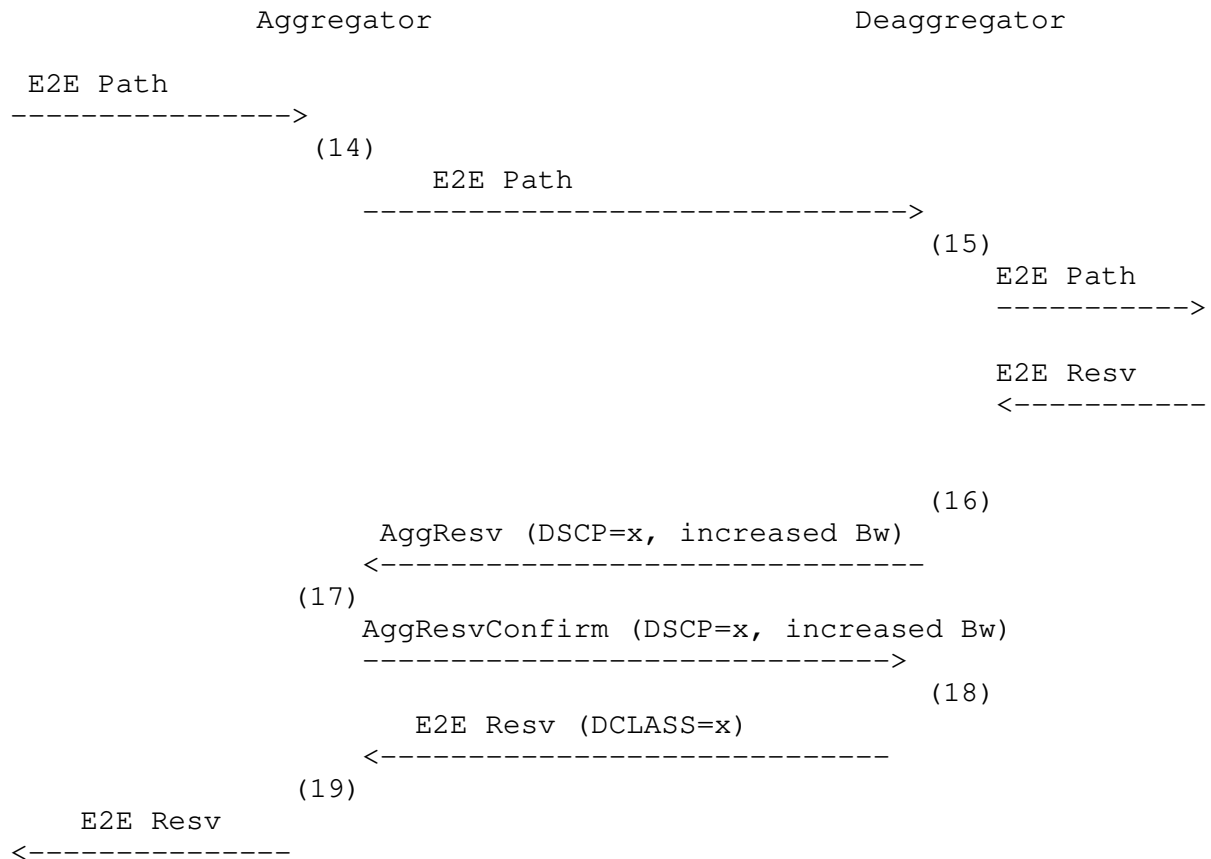 Aggregator                              Deaggregator
E2E Path
---------------->
(14)
E2E Path
------------------------------->
(15)
E2E Path
----------->
E2E Resv
<-----------
(16)
AggResv (DSCP=x, increased Bw)
<-------------------------------
(17)
AggResvConfirm (DSCP=x, increased Bw)
------------------------------>
(18)
E2E Resv (DCLASS=x)
<-----------------------------
(19)
E2E Resv
<---------------